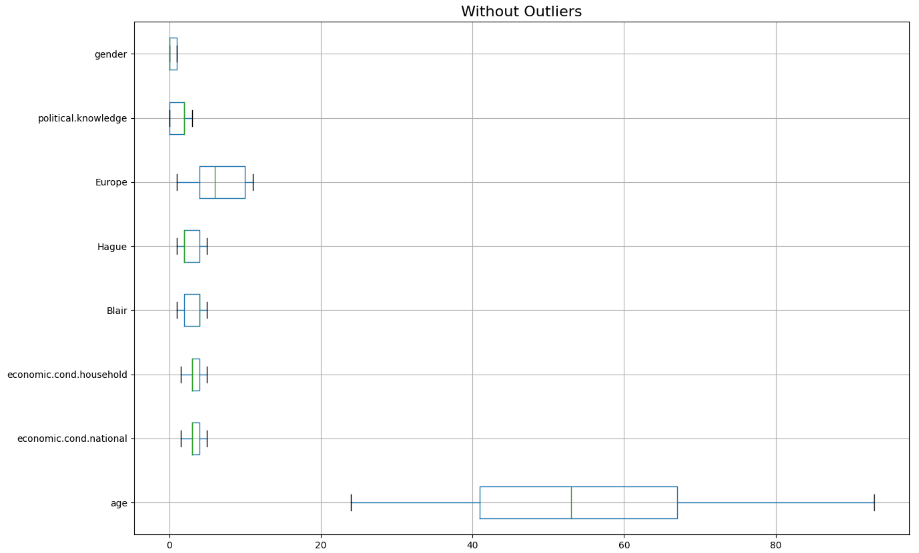 Without Outliers
gender
political.knowledge
Europe
Hague
Blair
economic.cond.household
economic.cond.national
age
0 20 40 60 80